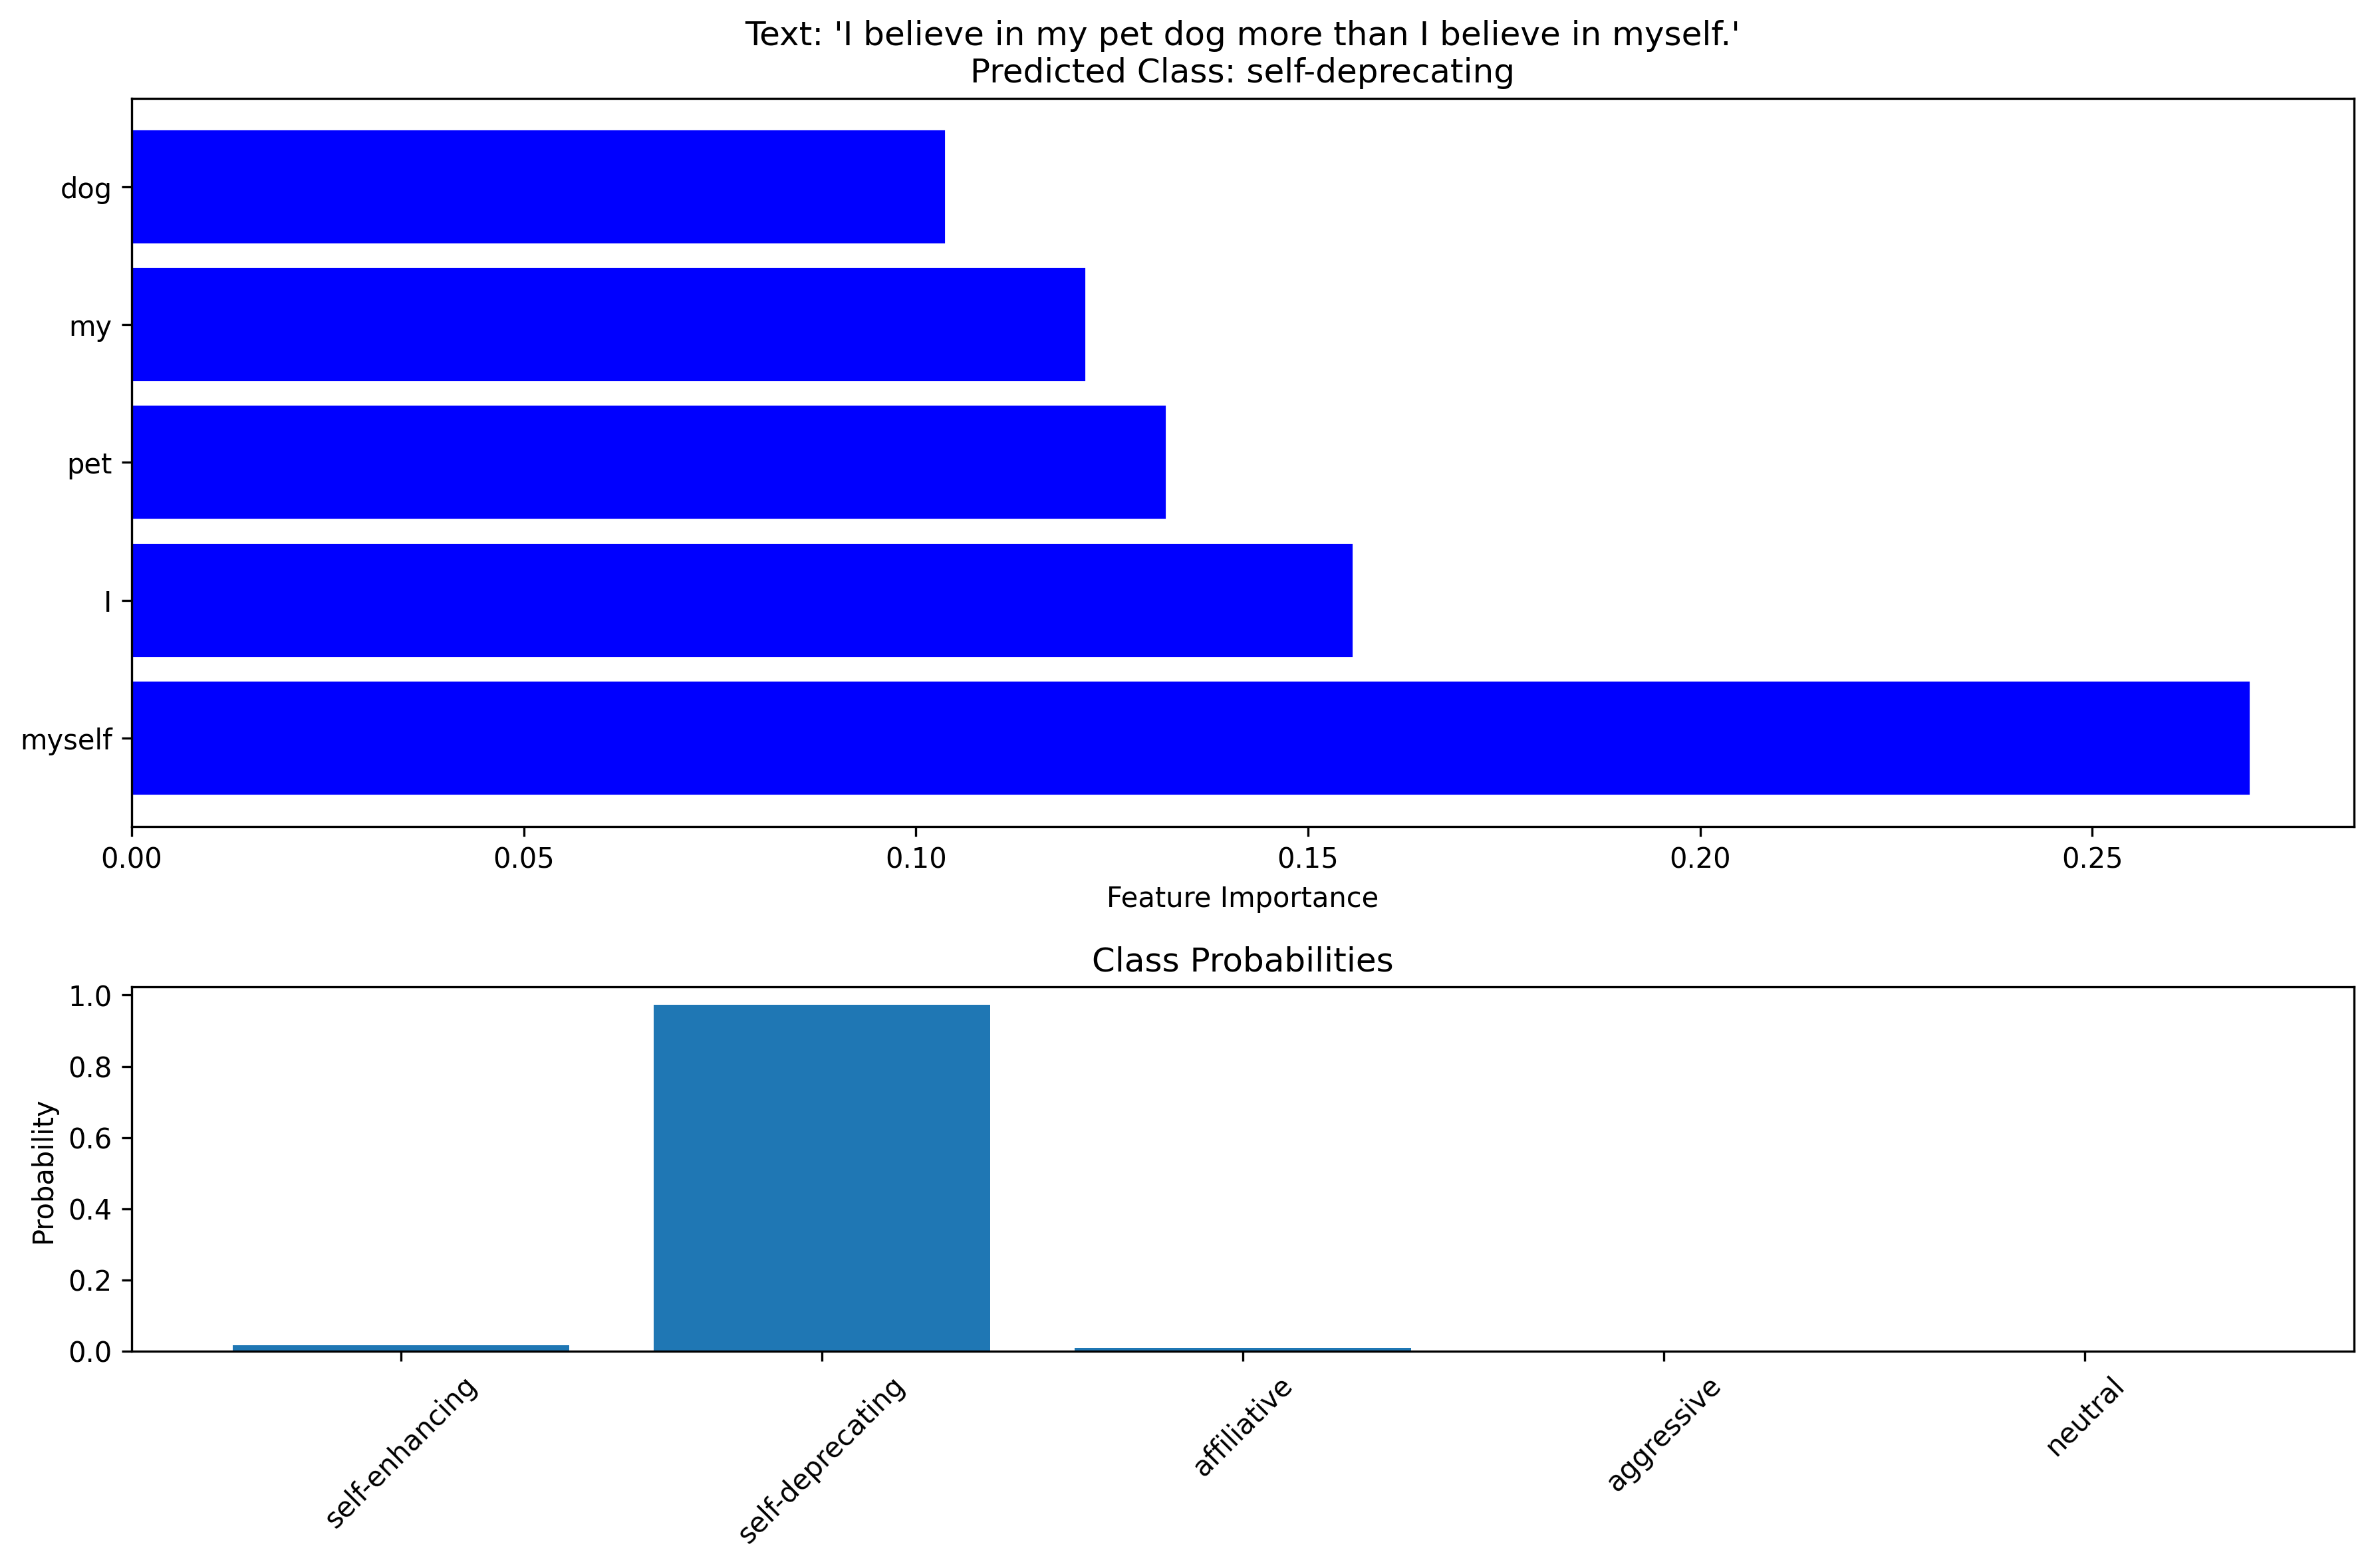 Text: 'I believe in my pet dog more than I believe in myself.'
Predicted Class: self-deprecating
dog
my
pet
I
myself
0.00 0.05 0.10 0.15 0.20 0.25
Feature Importance
Class Probabilities
1.0
0.8
0.6
0.4
0.2
0.0
Probability
self-enhancing
self-deprecating
affiliative
aggressive
neutral